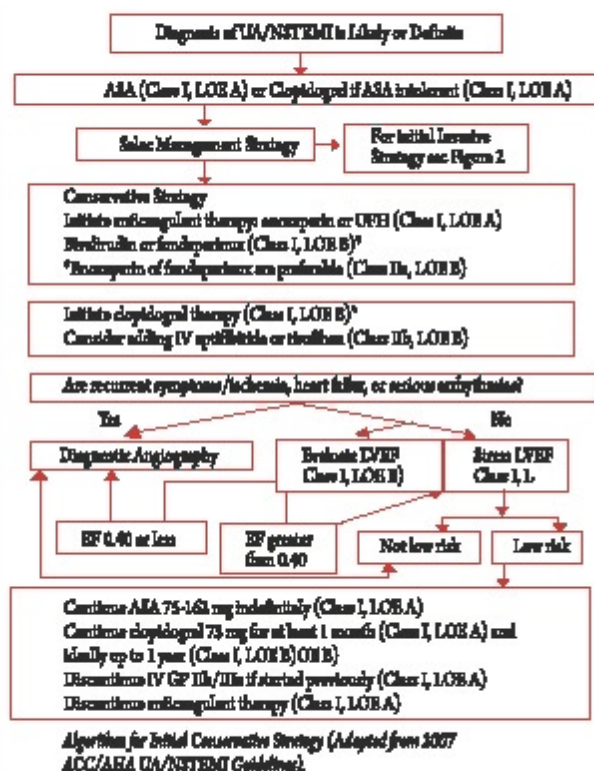 Diagnosis of UA/NSTEMI is Likely or Definite
ASA (Class I, LOE A) or Clopidogrel if ASA intolerant (Class I, LOE A)
Selec Management Strategy
For Initial Invasive
Strategy see Figure 2
Conservative Strategy
Initiate anticoagulant therapy: enoxaparin or UFH (Class I, LOE A)
Bivalirudin or fondaparinux (Class I, LOE B)*
*Enoxaparin of fondaparinux are preferable (Class IIa, LOE B)
Initiate clopidogrel therapy (Class I, LOE B)*
Consider adding IV eptifibitide or tirofiban (Class IIb, LOE B)
Are recurrent symptoms/ischemia, heart failur, or serious arrhythmias?
Yes
No
Diagnostic Angiography
Evaluate LVEF
Class I, LOE B)
Stress LVEF
Class I, L
EF 0.40 or less
EF greater
than 0.40
Not low risk
Low risk
Continue ASA 75-162 mg indefinitely (Class I, LOE A)
Continue clopidogrel 75 mg for at least 1 month (Class I, LOE A) and
ideally up to 1 year (Class I, LOE B)OE B)
Discontinue IV GP IIb/IIIa if started previously (Class I, LOE A)
Discontinue anticoagulant therapy (Class I, LOE A)
Algorithm for Initial Conservative Strategy (Adapted from 2007
ACC/AHA UA/NSTEMI Guidelines).